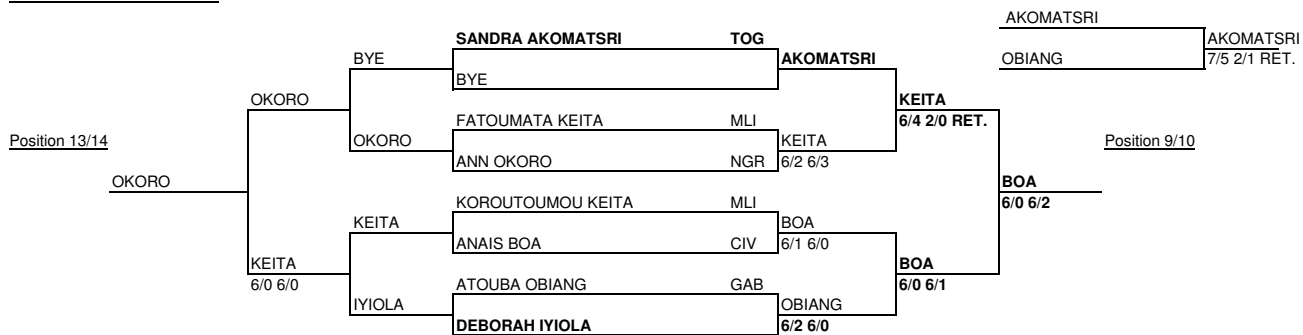 AKOMATSRI
SANDRA AKOMATSRI TOG AKOMATSRI
BYE AKOMATSRI OBIANG 7/5 2/1 RET.
BYE
OKORO KEITA
FATOUMATA KEITA MLI 6/4 2/0 RET.
Position 13/14 OKORO KEITA Position 9/10
ANN OKORO NGR 6/2 6/3
OKORO BOA
KOROUTOUMOU KEITA MLI 6/0 6/2
KEITA BOA
ANAIS BOA CIV 6/1 6/0
KEITA BOA
6/0 6/0 ATOUBA OBIANG GAB 6/0 6/1
IYIOLA OBIANG
DEBORAH IYIOLA 6/2 6/0